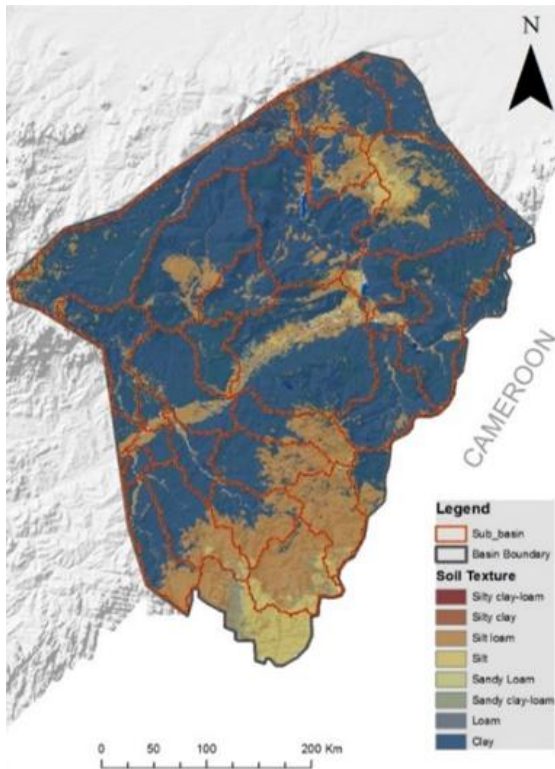 N
CAMEROON
Legend
Sub_basin
Basin Boundary
Soil Texture
Silty clay-loam
Silty clay
Silt loam
Silt
Sandy Loam
Sandy clay-loam
Loam
Clay
0 50 100 200 Km